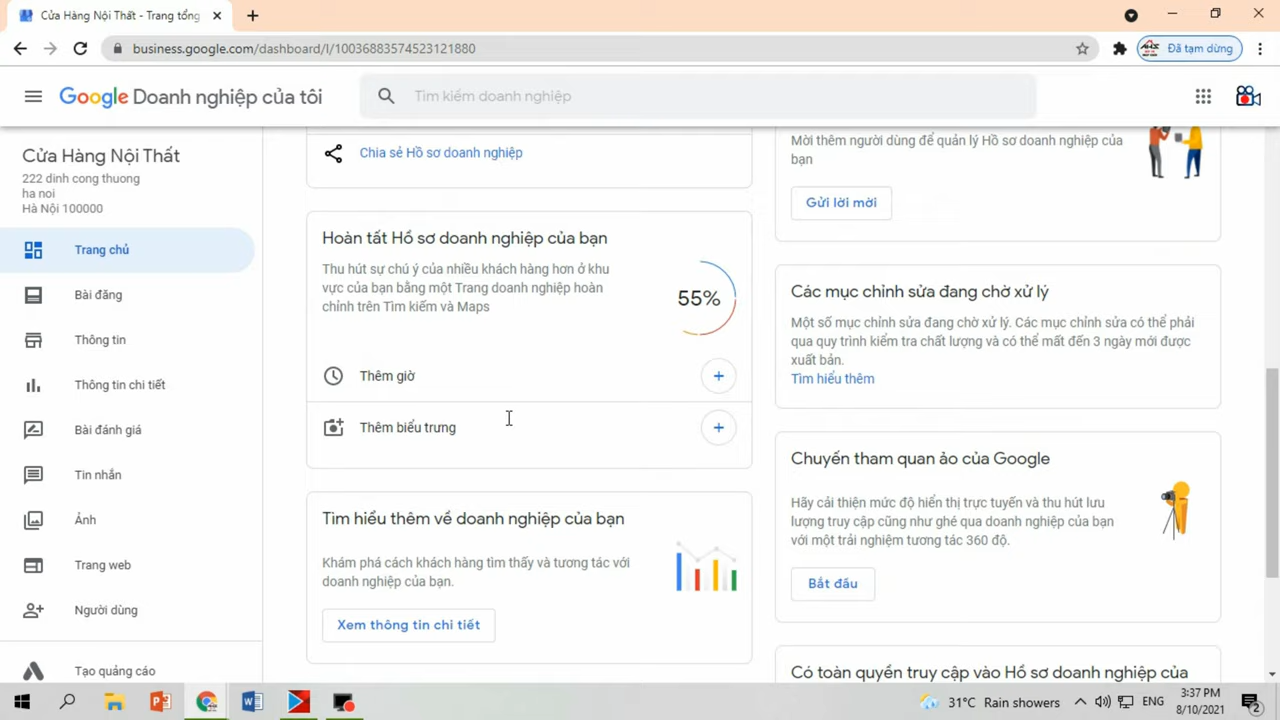 Cửa Hàng Nội Thất - Trang tổng
business.google.com/dashboard/l/10036883574523121880
Đã tạm dừng
Google Doanh nghiệp của tôi
Tìm kiếm doanh nghiệp
Cửa Hàng Nội Thất
222 dinh cong thuong
ha noi
Hà Nội 100000
Trang chủ
Bài đăng
Thông tin
Thông tin chi tiết
Bài đánh giá
Tin nhắn
Ảnh
Trang web
Người dùng
Tạo quảng cáo
Chia sẻ Hồ sơ doanh nghiệp
Hoàn tất Hồ sơ doanh nghiệp của bạn
Thu hút sự chú ý của nhiều khách hàng hơn ở khu
vực của bạn bằng một Trang doanh nghiệp hoàn
chỉnh trên Tìm kiếm và Maps
55%
Thêm giờ
Thêm biểu trưng
Tìm hiểu thêm về doanh nghiệp của bạn
Khám phá cách khách hàng tìm thấy và tương tác với
doanh nghiệp của bạn.
Xem thông tin chi tiết
Mời thêm người dùng để quản lý Hồ sơ doanh nghiệp của
bạn
Gửi lời mời
Các mục chỉnh sửa đang chờ xử lý
Một số mục chỉnh sửa đang chờ xử lý. Các mục chỉnh sửa có thể phải
qua quy trình kiểm tra chất lượng và có thể mất đến 3 ngày mới được
xuất bản.
Tìm hiểu thêm
Chuyến tham quan ảo của Google
Hãy cải thiện mức độ hiển thị trực tuyến và thu hút lưu
lượng truy cập cũng như ghé qua doanh nghiệp của bạn
với một trải nghiệm tương tác 360 độ.
Bắt đầu
Có toàn quyền truy cập vào Hồ sơ doanh nghiệp của
31°C Rain showers
ENG
3:37 PM
8/10/2021
2